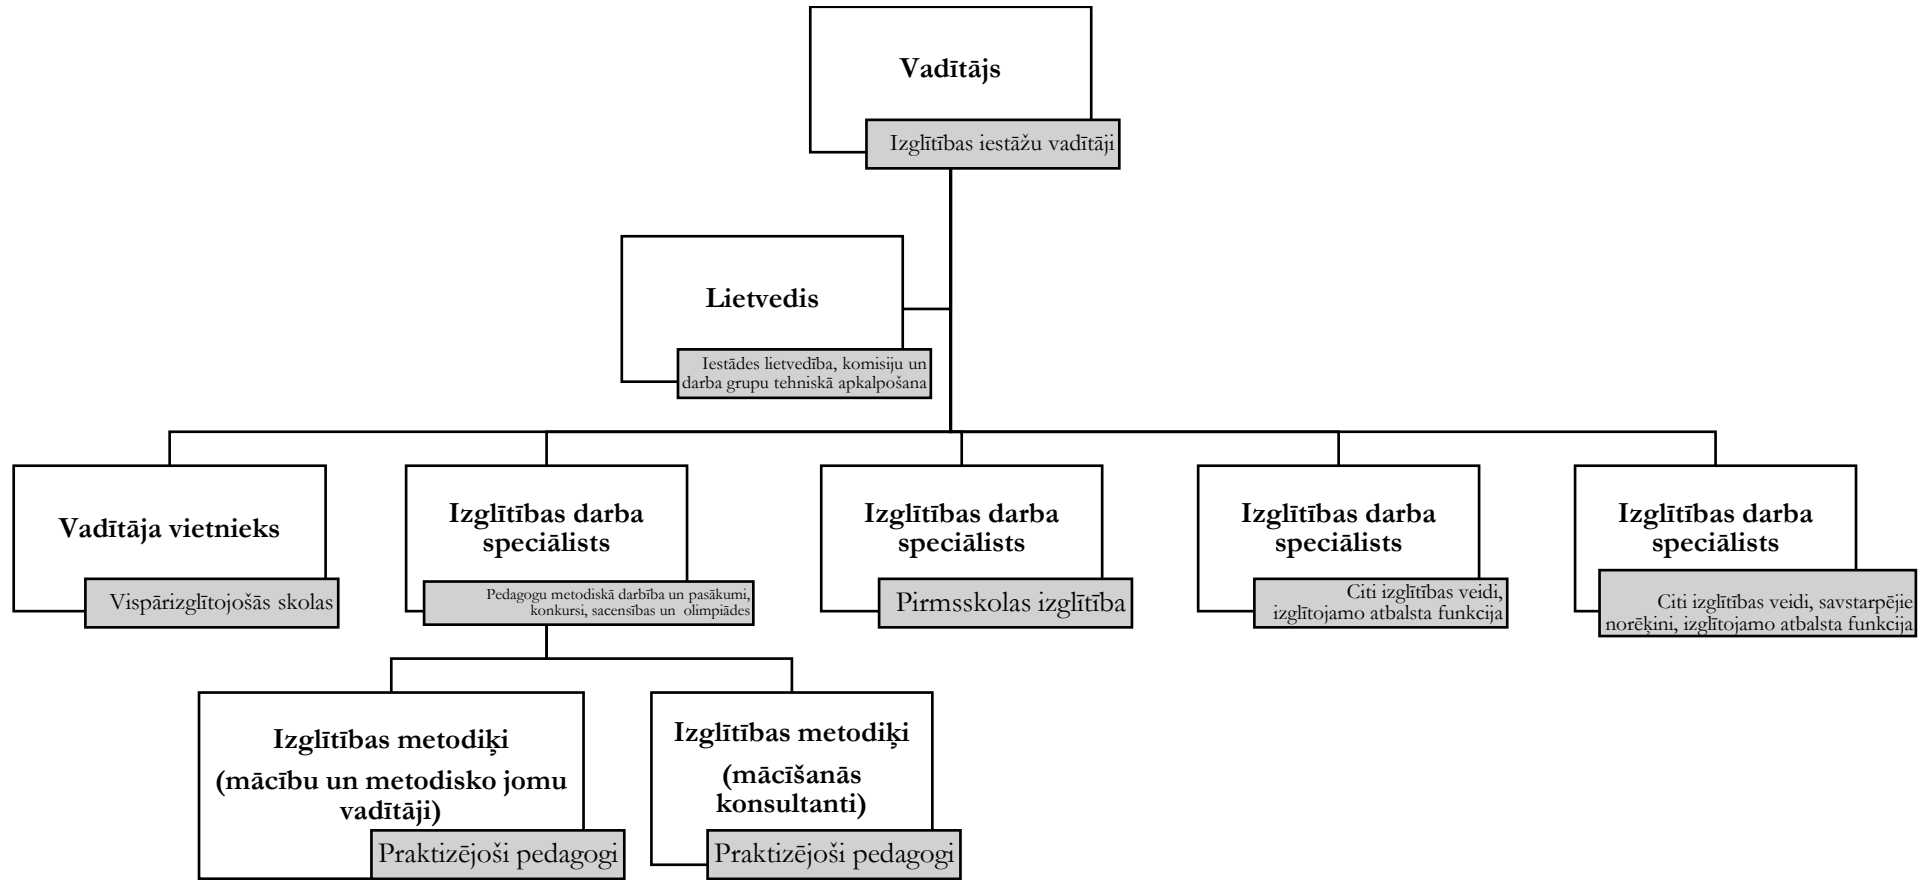 Vadītājs
Izglītības iestāžu vadītāji
Lietvedis
Iestādes lietvedība, komisiju un
darba grupu tehniskā apkalpošana
Vadītāja vietnieks
Vispārizglītojošās skolas
Izglītības darba
speciālists
Pedagogu metodiskā darbība un pasākumi,
konkursi, sacensības un olimpiādes
Izglītības darba
speciālists
Pirmsskolas izglītība
Izglītības darba
speciālists
Citi izglītības veidi,
izglītojamo atbalsta funkcija
Izglītības darba
speciālists
Citi izglītības veidi, savstarpējie
norēķini, izglītojamo atbalsta funkcija
Izglītības metodiķi
(mācību un metodisko jomu
vadītāji)
Praktizējoši pedagogi
Izglītības metodiķi
(mācīšanās
konsultanti)
Praktizējoši pedagogi